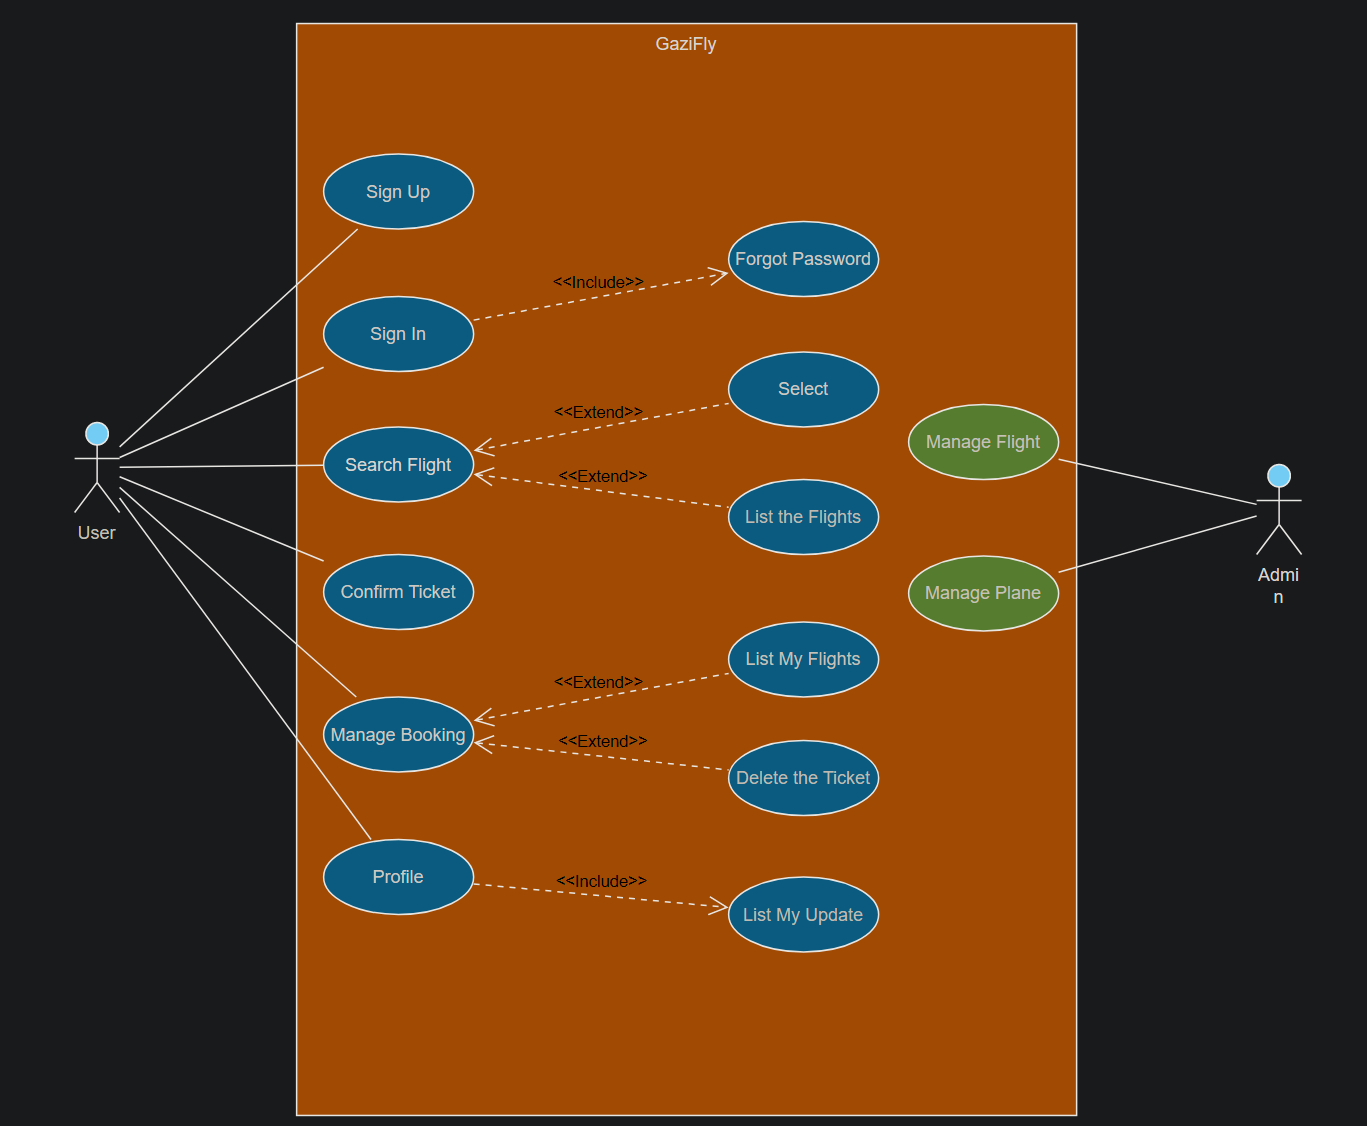 GaziFly
Sign Up
Forgot Password
<<Include>>
Sign In
Select
<<Extend>>
Manage Flight
Search Flight
<<Extend>>
List the Flights
User
Admi
n
Confirm Ticket
Manage Plane
List My Flights
<<Extend>>
Manage Booking
<<Extend>>
Delete the Ticket
Profile
<<Include>>
List My Update